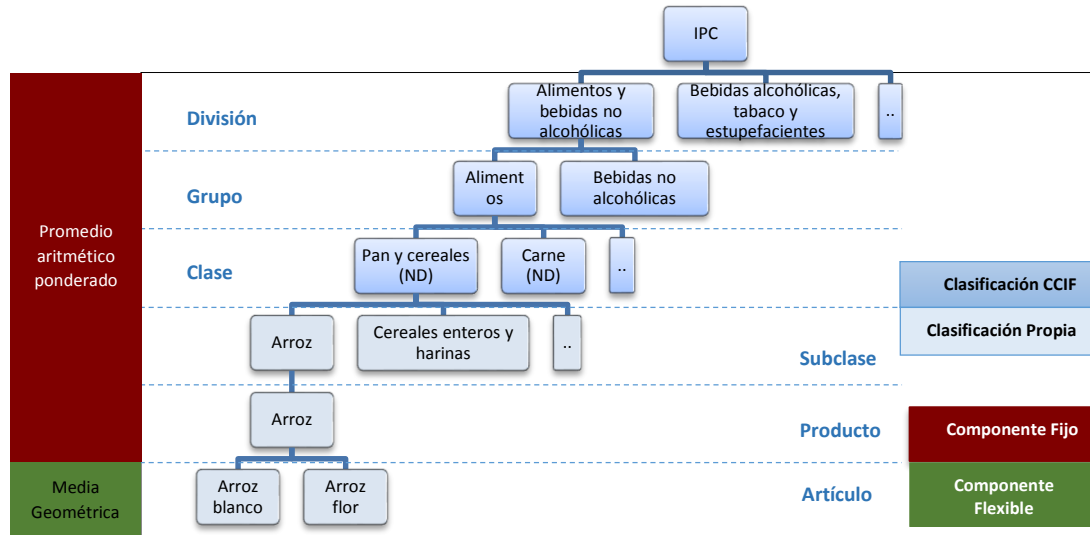 IPC
División
Alimentos y
bebidas no
alcohólicas
Bebidas alcohólicas,
tabaco y
estupefacientes
..
Grupo
Aliment
os
Bebidas no
alcohólicas
Promedio
aritmético
ponderado
Clase
Pan y cereales
(ND)
Carne
(ND)
..
Clasificación CCIF
Clasificación Propia
Arroz
Cereales enteros y
harinas
..
Subclase
Arroz
Producto
Componente Fijo
Media
Geométrica
Arroz
blanco
Arroz
flor
Artículo
Componente
Flexible